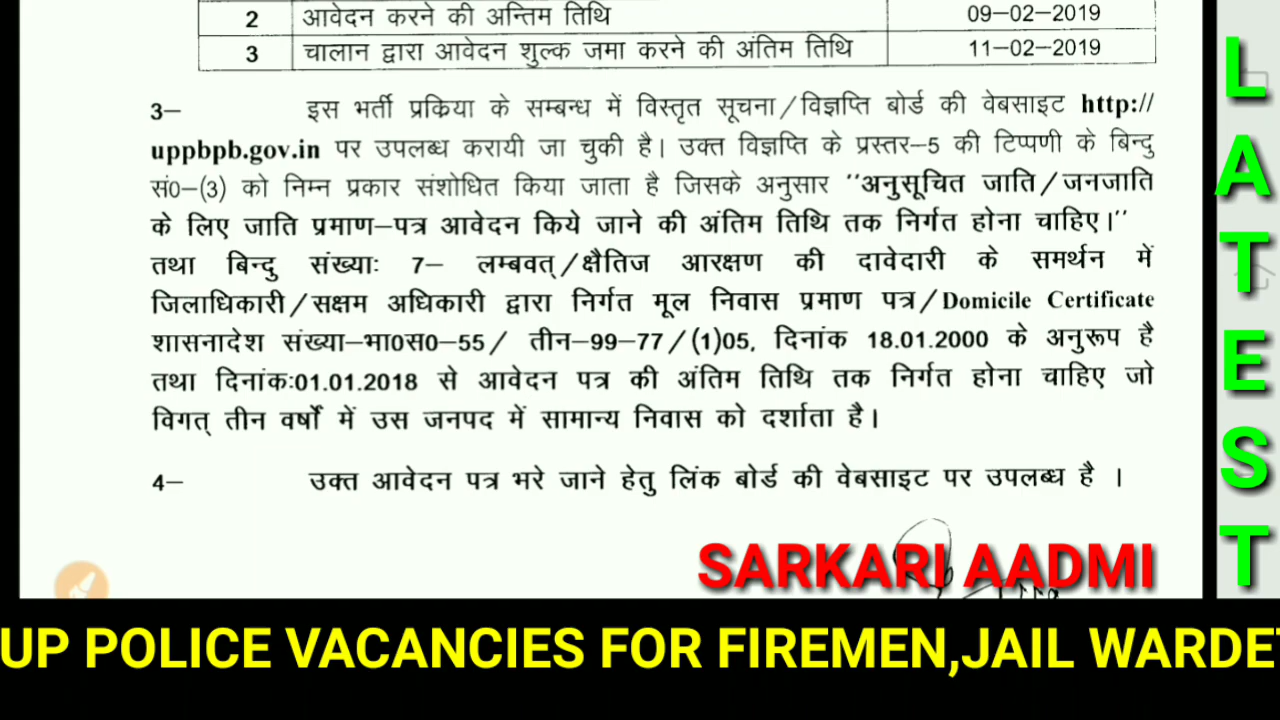 2 आवेदन करने की अन्तिम तिथि 09–02–2019
3 चालान द्वारा आवेदन शुल्क जमा करने की अंतिम तिथि 11–02–2019
3– इस भर्ती प्रक्रिया के सम्बन्ध में विस्तृत सूचना/विज्ञप्ति बोर्ड की वेबसाइट http://
uppbpb.gov.in पर उपलब्ध करायी जा चुकी है। उक्त विज्ञप्ति के प्रस्तर–5 की टिप्पणी के बिन्दु
सं0–(3) को निम्न प्रकार संशोधित किया जाता है जिसके अनुसार "अनुसूचित जाति/जनजाति
के लिए जाति प्रमाण–पत्र आवेदन किये जाने की अंतिम तिथि तक निर्गत होना चाहिए।"
तथा बिन्दु संख्याः 7– लम्बवत्/क्षैतिज आरक्षण की दावेदारी के समर्थन में
जिलाधिकारी/सक्षम अधिकारी द्वारा निर्गत मूल निवास प्रमाण पत्र/Domicile Certificate
शासनादेश संख्या–भा0स0–55/ तीन–99–77/(1)05, दिनांक 18.01.2000 के अनुरूप है
तथा दिनांकः01.01.2018 से आवेदन पत्र की अंतिम तिथि तक निर्गत होना चाहिए जो
विगत् तीन वर्षों में उस जनपद में सामान्य निवास को दर्शाता है।
4– उक्त आवेदन पत्र भरे जाने हेतु लिंक बोर्ड की वेबसाइट पर उपलब्ध है ।
SARKARI AADMI
UP POLICE VACANCIES FOR FIREMEN,JAIL WARDE
LATEST